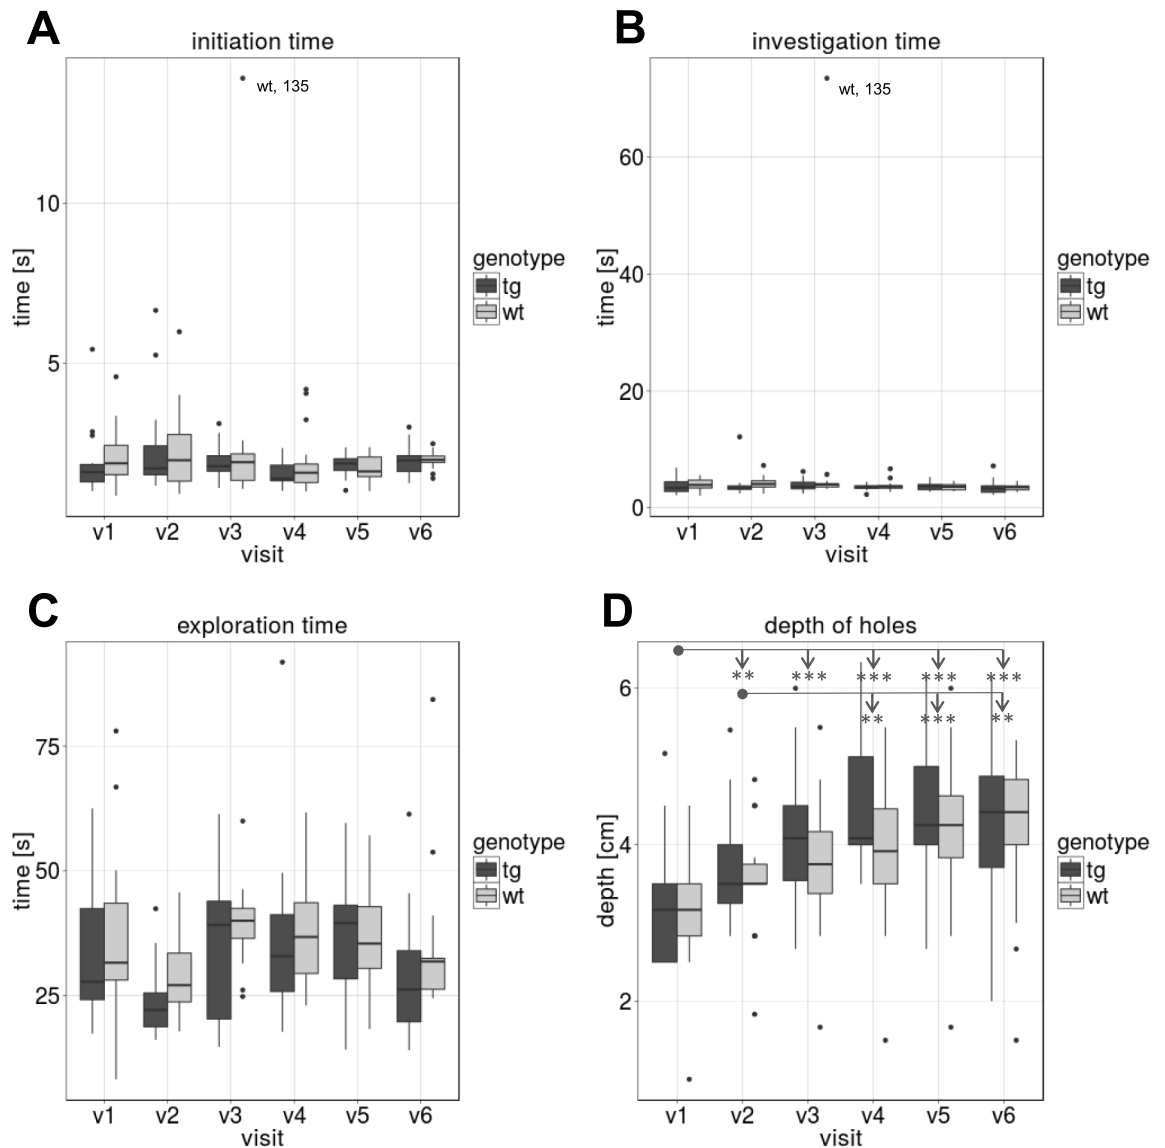 A
initiation time
wt, 135
10
5
time [s]
v1 v2 v3 v4 v5 v6
visit
genotype
tg
wt
B
investigation time
wt, 135
60
40
20
0
time [s]
v1 v2 v3 v4 v5 v6
visit
genotype
tg
wt
C
exploration time
75
50
25
time [s]
v1 v2 v3 v4 v5 v6
visit
genotype
tg
wt
D
depth of holes
** *** *** *** ***
** *** **
6
4
2
depth [cm]
v1 v2 v3 v4 v5 v6
visit
genotype
tg
wt